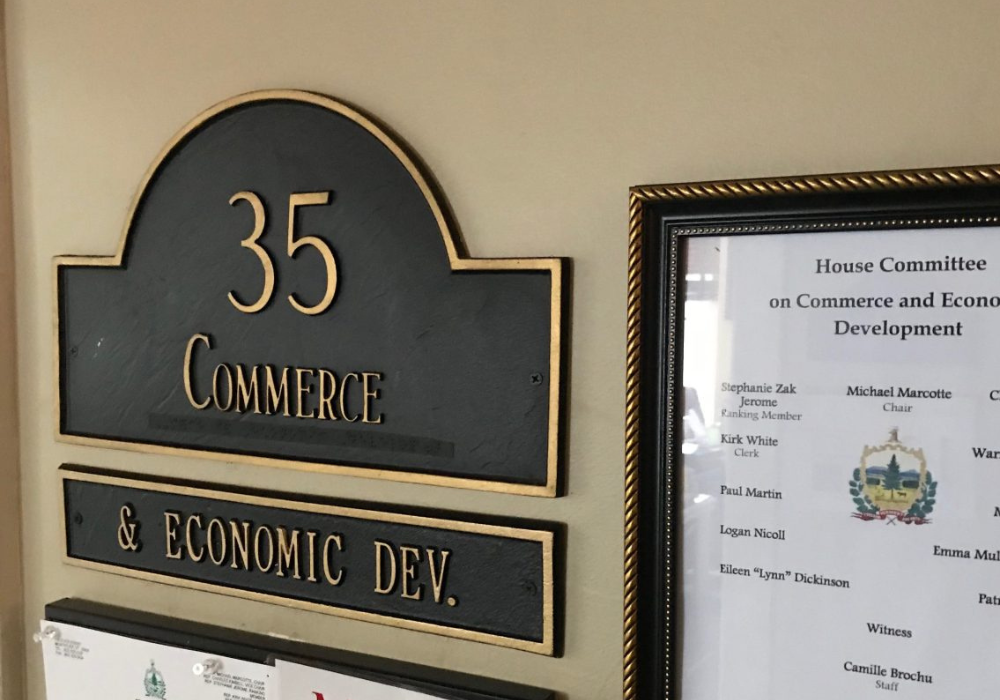 35
COMMERCE
& ECONOMIC DEV.
House Committee
on Commerce and Econo
Development
Stephanie Zak
Jerome
Ranking Member
Kirk White
Clerk
Paul Martin
Logan Nicoll
Eileen "Lynn" Dickinson
Michael Marcotte
Chair
Emma Mul
Witness
Camille Brochu
Staff